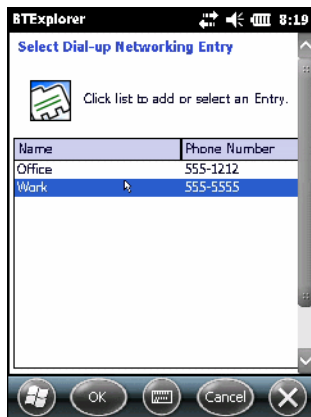 BTExplorer 8:19
Select Dial-up Networking Entry
Click list to add or select an Entry.
Name Phone Number
Office 555-1212
Work 555-5555
OK Cancel